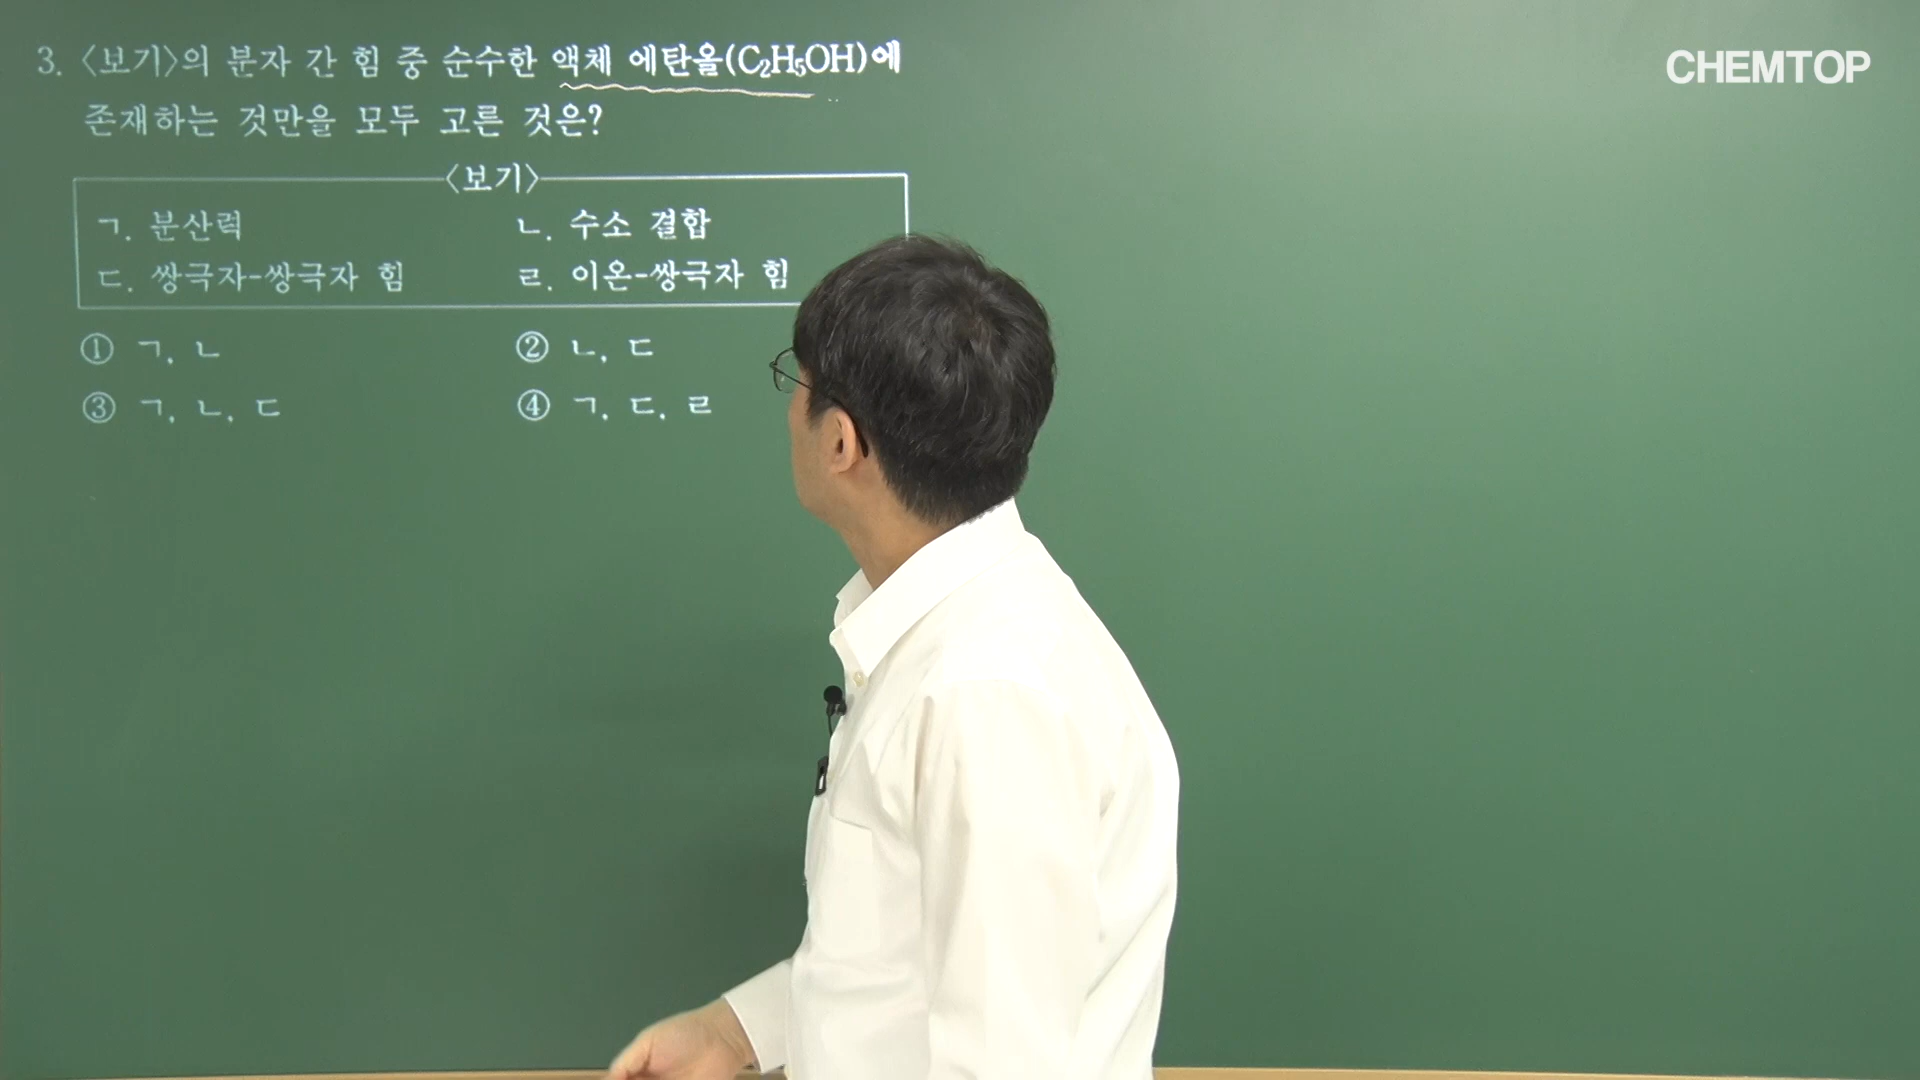 3. 〈보기〉의 분자 간 힘 중 순수한 액체 에탄올(C₂H₅OH)에
존재하는 것만을 모두 고른 것은?
〈보기〉
ㄱ. 분산력 ㄴ. 수소 결합
ㄷ. 쌍극자-쌍극자 힘 ㄹ. 이온-쌍극자 힘
① ㄱ, ㄴ ② ㄴ, ㄷ
③ ㄱ, ㄴ, ㄷ ④ ㄱ, ㄷ, ㄹ
CHEMTOP